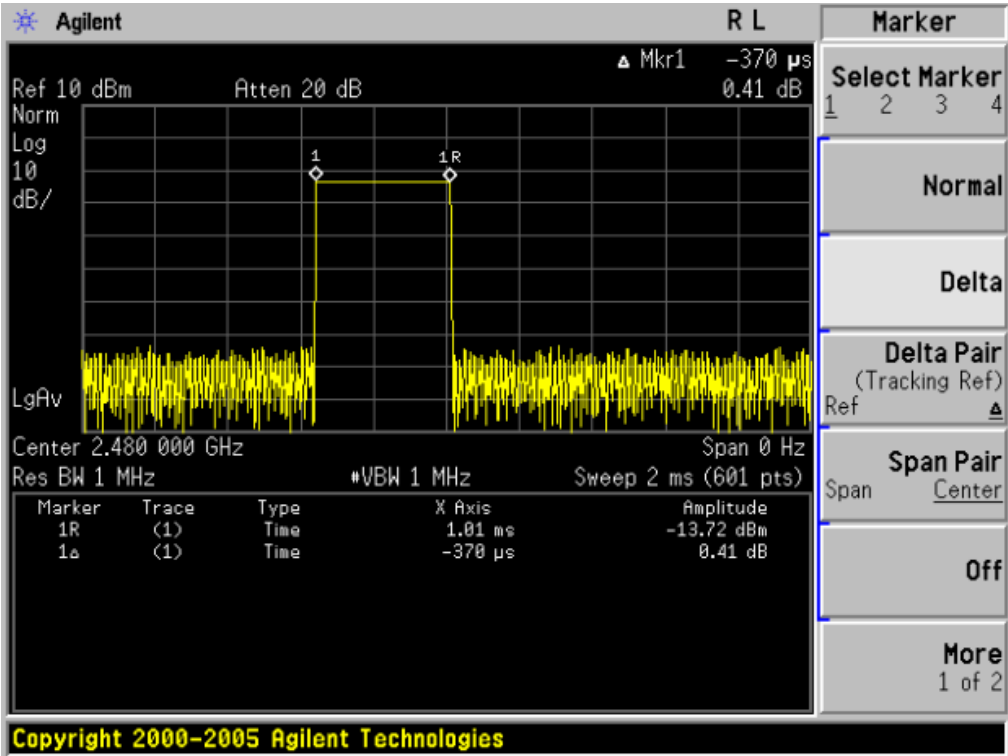 Agilent R L
Δ Mkr1 -370 µs
Ref 10 dBm Atten 20 dB 0.41 dB
Norm
Log
10
dB/
1 1R
LgAv
Center 2.480 000 GHz Span 0 Hz
Res BW 1 MHz #VBW 1 MHz Sweep 2 ms (601 pts)
Marker Trace Type X Axis Amplitude
1R (1) Time 1.01 ms -13.72 dBm
1Δ (1) Time -370 µs 0.41 dB
Marker
Select Marker
1 2 3 4
Normal
Delta
Delta Pair
(Tracking Ref)
Ref Δ
Span Pair
Span Center
Off
More
1 of 2
Copyright 2000-2005 Agilent Technologies